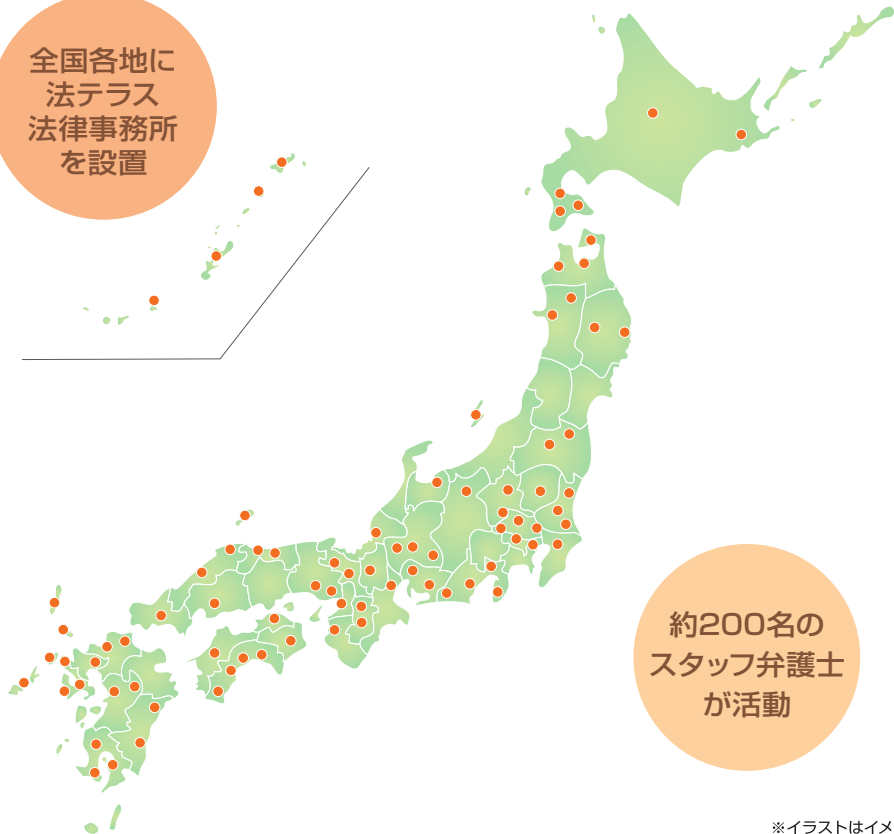 全国各地に
法テラス
法律事務所
を設置
約200名の
スタッフ弁護士
が活動
※イラストはイメ